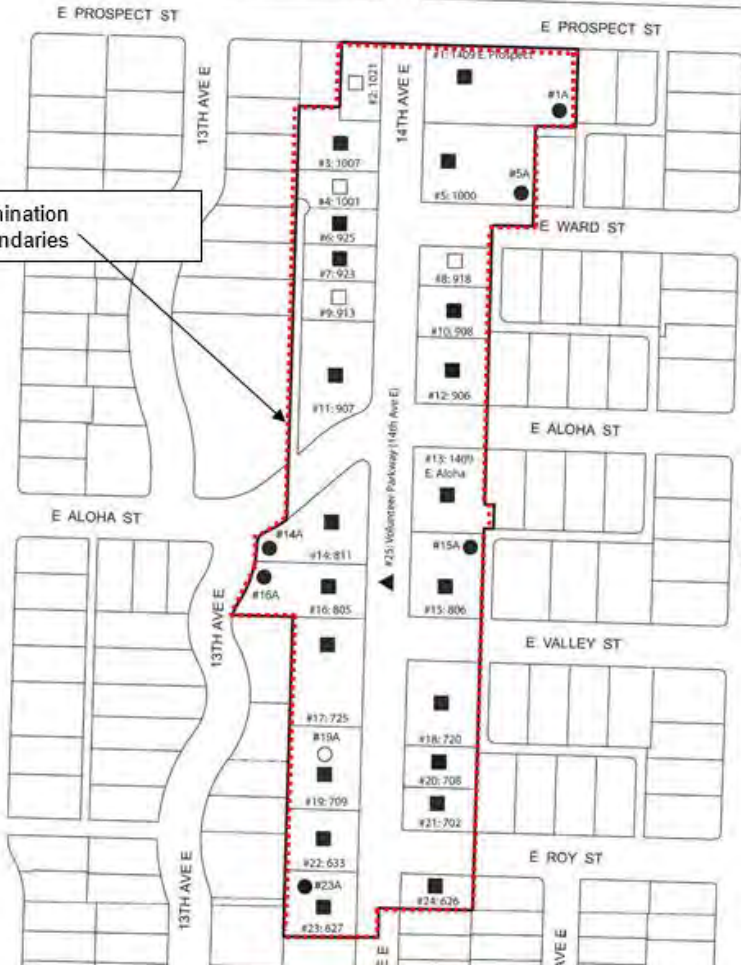 E PROSPECT ST
E PROSPECT ST
#1: 1409 E. Prospect
#2: 1021
14TH AVE E
13TH AVE E
#1A
#3: 1007
#5A
#4: 1001
#5: 1000
#6: 925
E WARD ST
ination
ndaries
#7: 923
#8: 918
#9: 913
#10: 908
#12: 906
#11: 907
E ALOHA ST
#25: Volunteer Parkway (14th Ave E)
#13: 1409
E. Aloha
E ALOHA ST
#14A
#14: 811
#15A
#16A
#16: 805
#15: 806
13TH AVE E
E VALLEY ST
#17: 725
#18: 720
#19A
#20: 708
#19: 709
#21: 702
#22: 633
E ROY ST
13TH AVE E
#23A
#24: 626
#23: 627
E E
AVE E